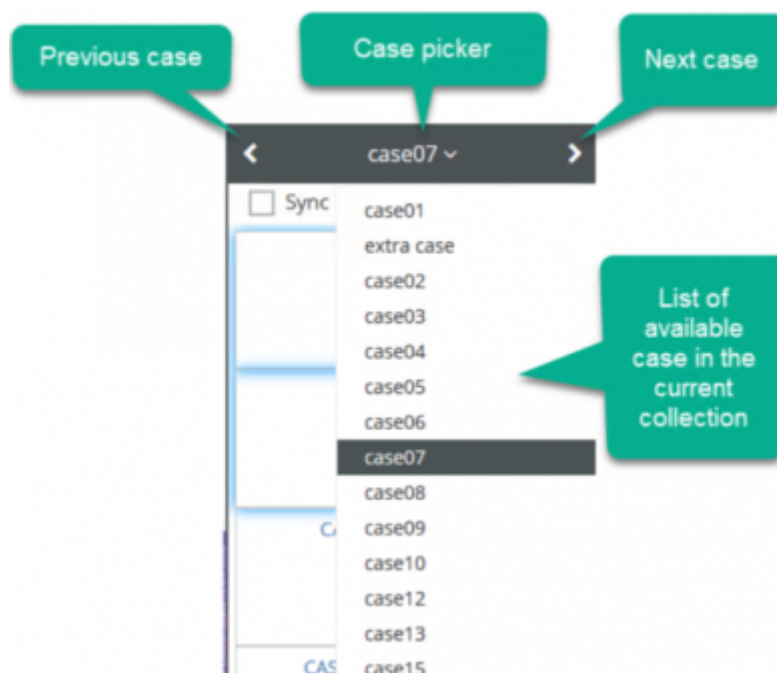 Previous case
Case picker
Next case
case07
Sync
case01
extra case
case02
case03
case04
case05
case06
case07
case08
case09
case10
case12
case13
case15
List of
available
case in the
current
collection